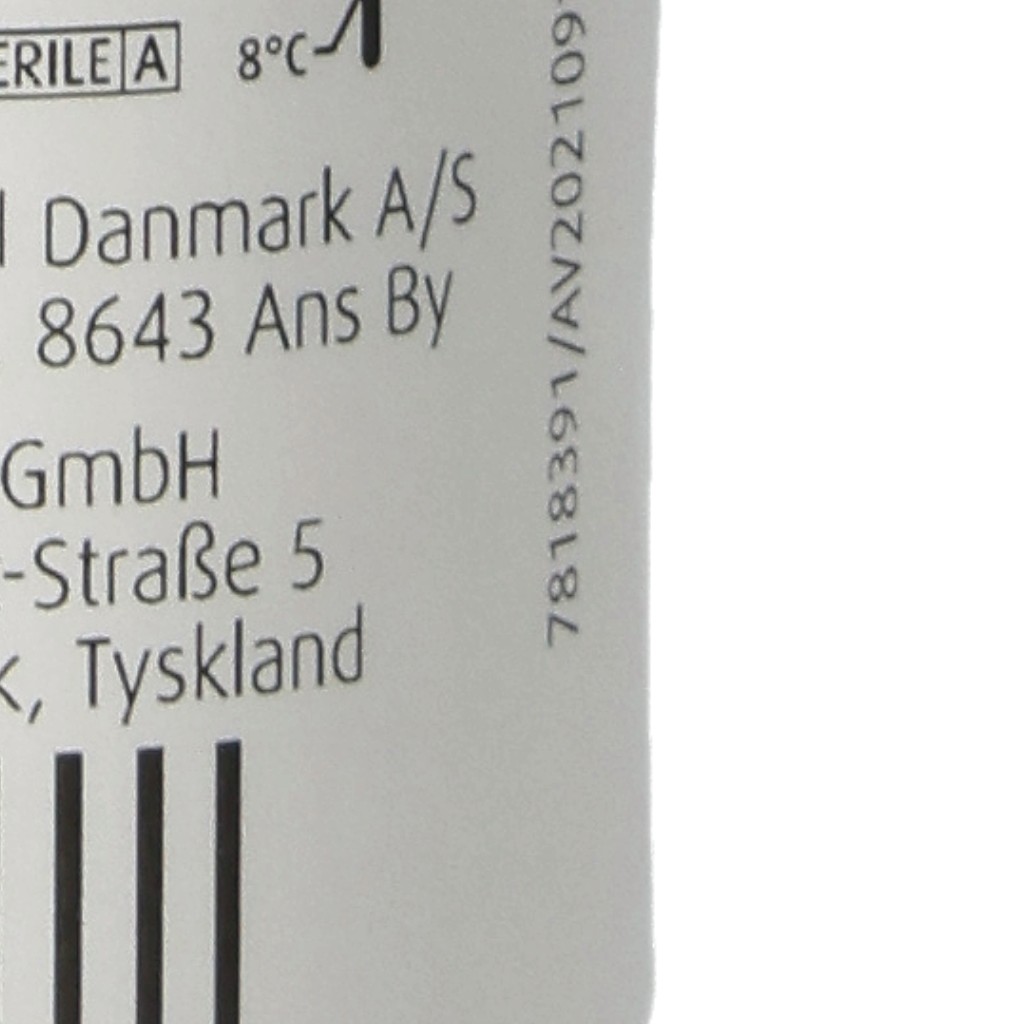 ERILE A
8°C
Danmark A/S
8643 Ans By
GmbH
-Straße 5
, Tyskland
7818391/AV202109